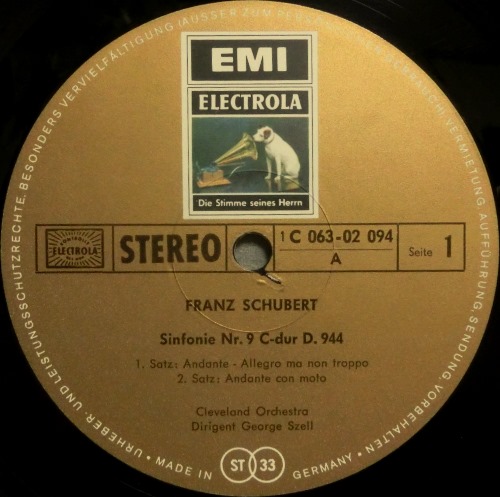 EMI
ELECTROLA
Die Stimme seines Herrn
ELECTROLA
STEREO
1 C 063-02 094
A
Seite 1
FRANZ SCHUBERT
Sinfonie Nr. 9 C-dur D. 944
1. Satz: Andante - Allegro ma non troppo
2. Satz: Andante con moto
Cleveland Orchestra
Dirigent George Szell
URHEBER- UND LEISTUNGSSCHUTZRECHTE, BESONDERS VERVIELFÄLTIGUNG (AUSSER ZUM VERMIETUNG, AUFFÜHRUNG, SENDUNG, VORBEHALTEN
• MADE IN GERMANY •
ST 33